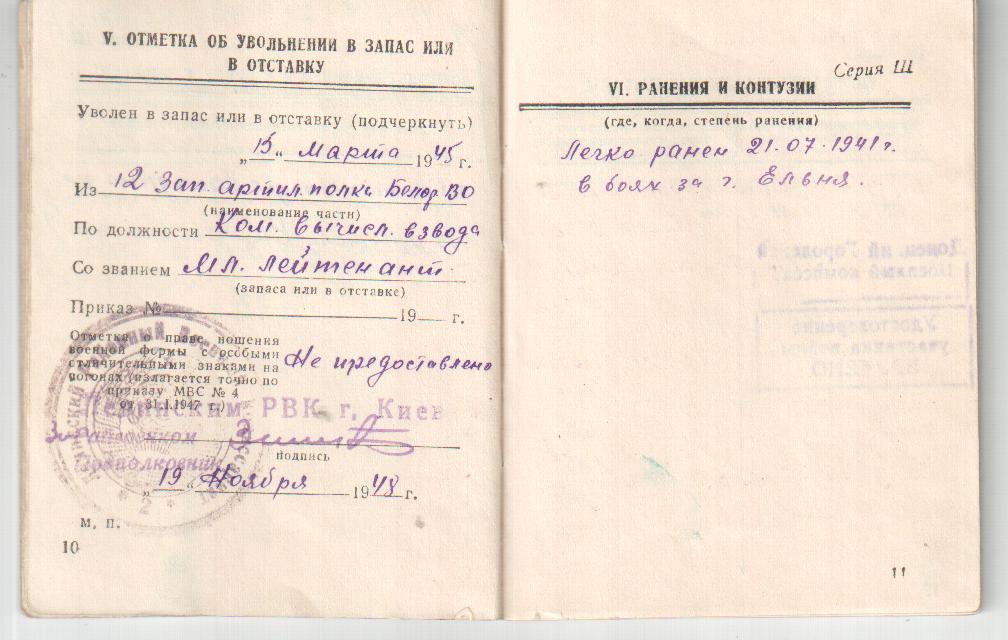 V. ОТМЕТКА ОБ УВОЛЬНЕНИИ В ЗАПАС ИЛИ
В ОТСТАВКУ
Уволен в запас или в отставку (подчеркнуть)
„15“ Марта 1945 г.
Из 12 Зап. артил. полка Белор ВО
(наименование части)
По должности Ком. вычисл. взвода
Со званием Мл. лейтенант
(запаса или в отставке)
Приказ № 19 г.
Отметка о праве ношения
военной формы с особыми
отличительными знаками на
погонах (излагается точно по
приказу МВС № 4
от 31.1.1947 г.)
Не предоставлено
Ленинским РВК г. Киев
подпись
Подполковник
„19“ Ноября 1948 г.
М. П.
10
Серия Ш
VI. РАНЕНИЯ И КОНТУЗИИ
(где, когда, степень ранения)
Легко ранен 21.07.1941 г.
в боях за г. Ельня.
11